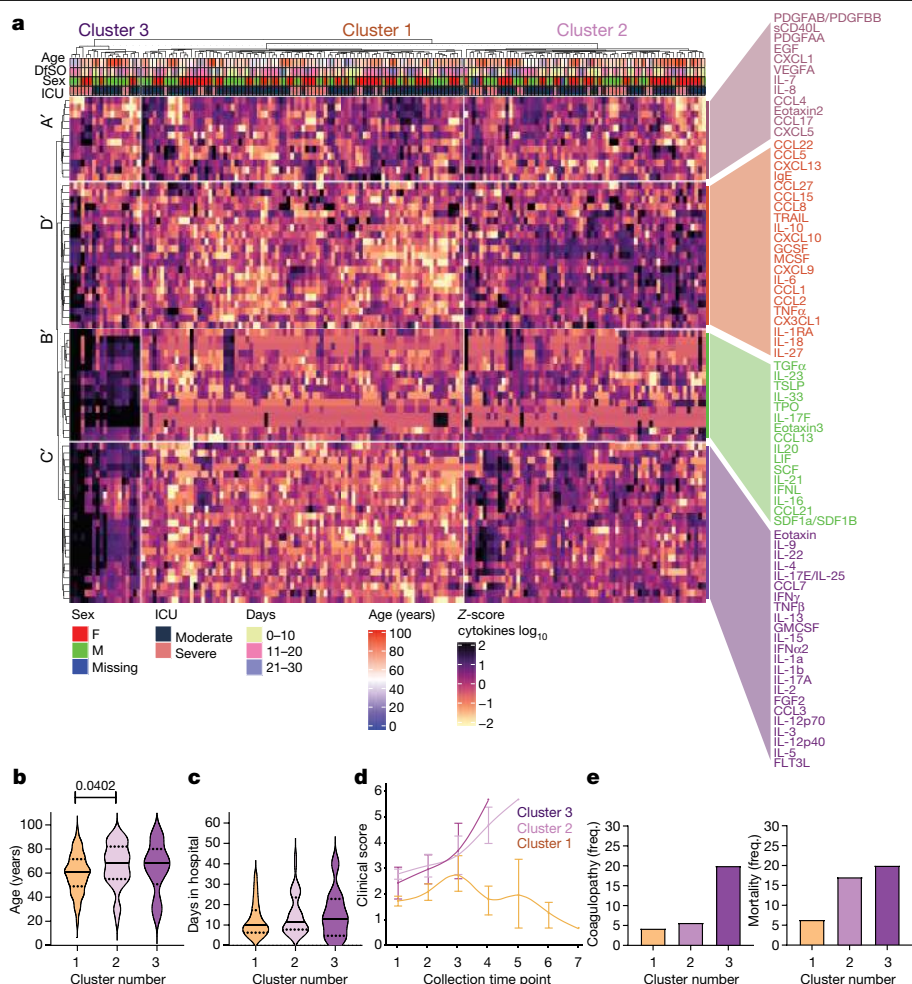 a
Cluster 3
Cluster 1
Cluster 2
Age
DfSO
Sex
ICU
A′
D′
B′
C′
PDGFAB/PDGFBB
sCD40L
PDGFAA
EGF
CXCL1
VEGFA
IL-7
IL-8
CCL4
Eotaxin2
CCL17
CXCL5
CCL22
CCL5
CXCL13
IgE
CCL27
CCL15
CCL8
TRAIL
IL-10
CXCL10
GCSF
MCSF
CXCL9
IL-6
CCL1
CCL2
TNFα
CX3CL1
IL-1RA
IL-18
IL-27
TGFα
IL-23
TSLP
IL-33
TPO
IL-17F
Eotaxin3
CCL13
IL20
LIF
SCF
IL-21
IFNL
IL-16
CCL21
SDF1a/SDF1B
Eotaxin
IL-9
IL-22
IL-4
IL-17E/IL-25
CCL7
IFNγ
TNFβ
IL-13
GMCSF
IL-15
IFNα2
IL-1a
IL-1b
IL-17A
IL-2
FGF2
CCL3
IL-12p70
IL-3
IL-12p40
IL-5
FLT3L
Sex
F
M
Missing
ICU
Moderate
Severe
Days
0–10
11–20
21–30
Age (years)
100
80
60
40
20
0
Z-score
cytokines log10
2
1
0
−1
−2
b
0.0402
Age (years)
100
80
60
40
20
0
1 2 3
Cluster number
c
Days in hospital
60
50
40
30
20
10
0
1 2 3
Cluster number
d
Clinical score
6
5
4
3
2
1
0
Cluster 3
Cluster 2
Cluster 1
1 2 3 4 5 6 7
Collection time point
e
Coagulopathy (freq.)
30
25
20
15
10
5
0
1 2 3
Cluster number
Mortality (freq.)
30
25
20
15
10
5
0
1 2 3
Cluster number